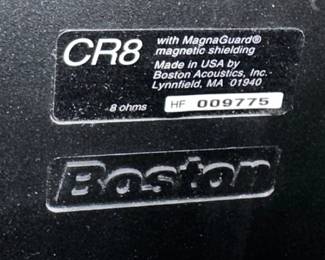 CR8 with MagnaGuard®
magnetic shielding
Made in USA by
Boston Acoustics, Inc.
Lynnfield, MA 01940
8 ohms HF 009775
Boston